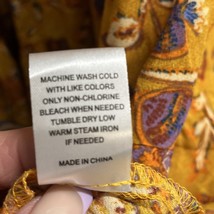 MACHINE WASH COLD
WITH LIKE COLORS
ONLY NON-CHLORINE
BLEACH WHEN NEEDED
TUMBLE DRY LOW
WARM STEAM IRON
IF NEEDED
MADE IN CHINA